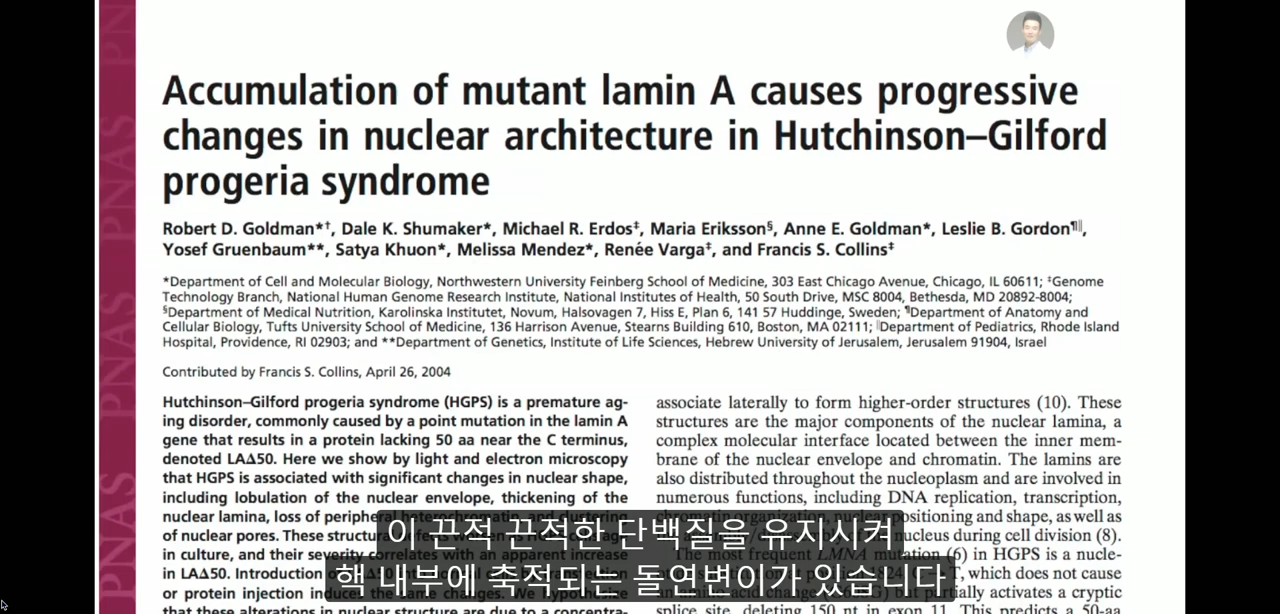 PNAS PNAS PNAS PNAS
Accumulation of mutant lamin A causes progressive
changes in nuclear architecture in Hutchinson–Gilford
progeria syndrome
Robert D. Goldman*†, Dale K. Shumaker*, Michael R. Erdos‡, Maria Eriksson§, Anne E. Goldman*, Leslie B. Gordon¶‖,
Yosef Gruenbaum**, Satya Khuon*, Melissa Mendez*, Renée Varga‡, and Francis S. Collins‡
*Department of Cell and Molecular Biology, Northwestern University Feinberg School of Medicine, 303 East Chicago Avenue, Chicago, IL 60611; ‡Genome
Technology Branch, National Human Genome Research Institute, National Institutes of Health, 50 South Drive, MSC 8004, Bethesda, MD 20892-8004;
§Department of Medical Nutrition, Karolinska Institutet, Novum, Halsovagen 7, Hiss E, Plan 6, 141 57 Huddinge, Sweden; ¶Department of Anatomy and
Cellular Biology, Tufts University School of Medicine, 136 Harrison Avenue, Stearns Building 610, Boston, MA 02111; ‖Department of Pediatrics, Rhode Island
Hospital, Providence, RI 02903; and **Department of Genetics, Institute of Life Sciences, Hebrew University of Jerusalem, Jerusalem 91904, Israel
Contributed by Francis S. Collins, April 26, 2004
Hutchinson–Gilford progeria syndrome (HGPS) is a premature ag-
ing disorder, commonly caused by a point mutation in the lamin A
gene that results in a protein lacking 50 aa near the C terminus,
denoted LAΔ50. Here we show by light and electron microscopy
that HGPS is associated with significant changes in nuclear shape,
including lobulation of the nuclear envelope, thickening of the
nuclear lamina, loss of peripheral heterochromatin, and clustering
of nuclear pores. These structural
in culture, and their severity correlates with an apparent increase
in LAΔ50. Introduction
or protein injection induces the same changes. We hypothesize
that these alterations in nuclear structure are due to a concentra-
associate laterally to form higher-order structures (10). These
structures are the major components of the nuclear lamina, a
complex molecular interface located between the inner mem-
brane of the nuclear envelope and chromatin. The lamins are
also distributed throughout the nucleoplasm and are involved in
numerous functions, including DNA replication, transcription,
chromatin organization, nuclear positioning and shape, as well as
nucleus during cell division (8).
The most frequent LMNA mutation (6) in HGPS is a nucle-
T, which does not cause
partially activates a cryptic
splice site, deleting 150 nt in exon 11. This predicts a 50-aa
이 끈적 끈적한 단백질을 유지시켜
핵 내부에 축적되는 돌연변이가 있습니다